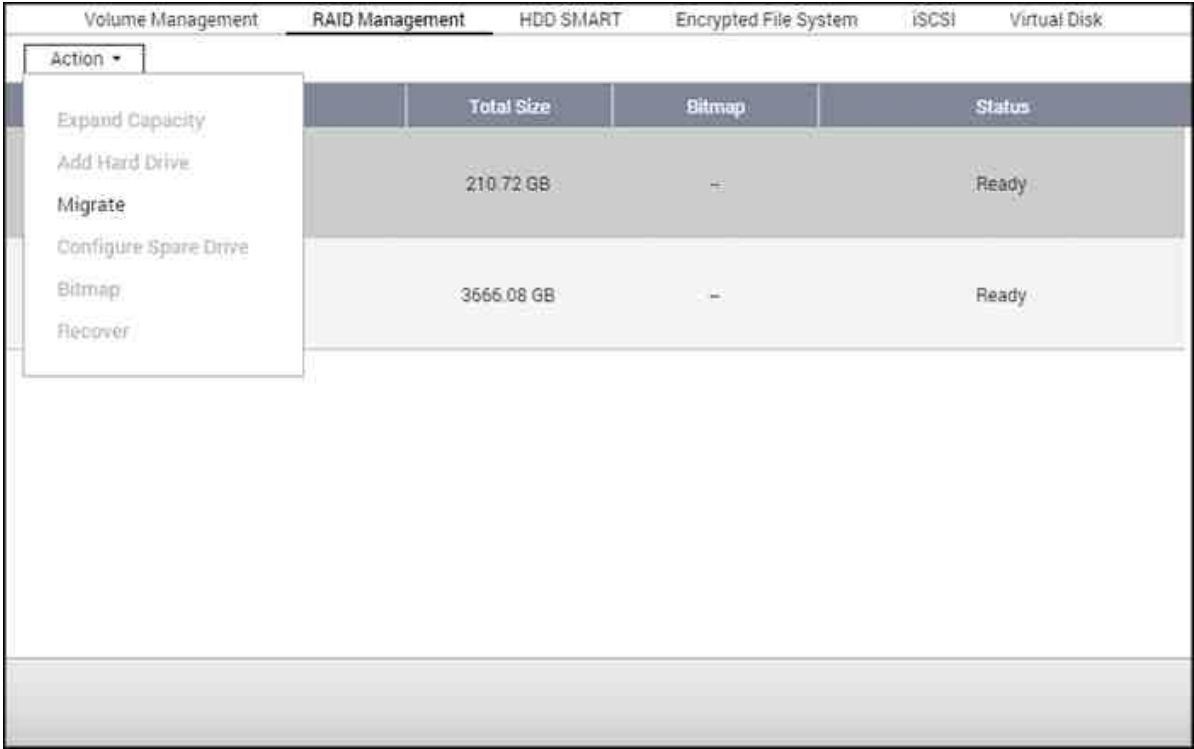 Volume Management RAID Management HDD SMART Encrypted File System iSCSI Virtual Disk
Action
Total Size Bitmap Status
Expand Capacity
Add Hard Drive
210.72 GB -- Ready
Migrate
Configure Spare Drive
Bitmap
3666.08 GB -- Ready
Recover